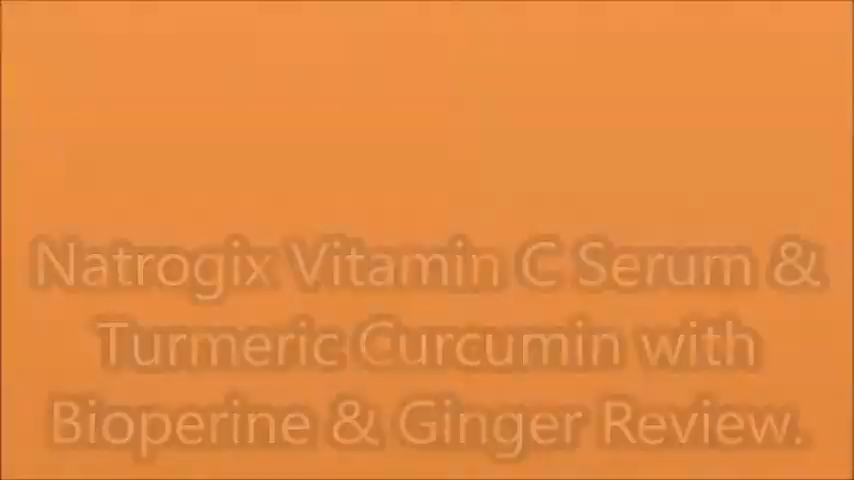 Natrogix Vitamin C Serum &
Turmeric Curcumin with
Bioperine & Ginger Review.